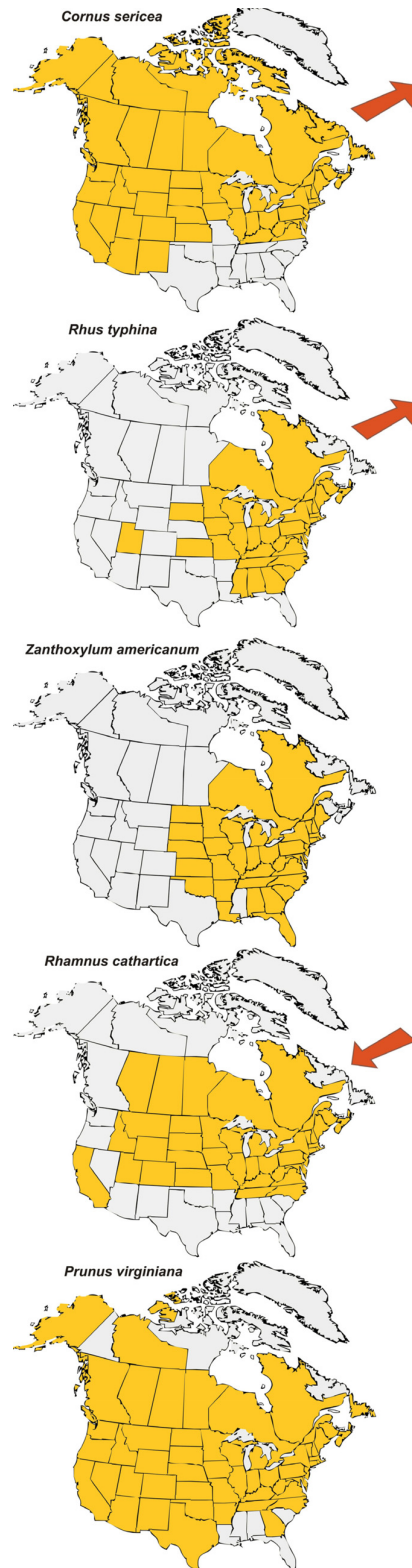 Cornus sericea
Rhus typhina
Zanthoxylum americanum
Rhamnus cathartica
Prunus virginiana